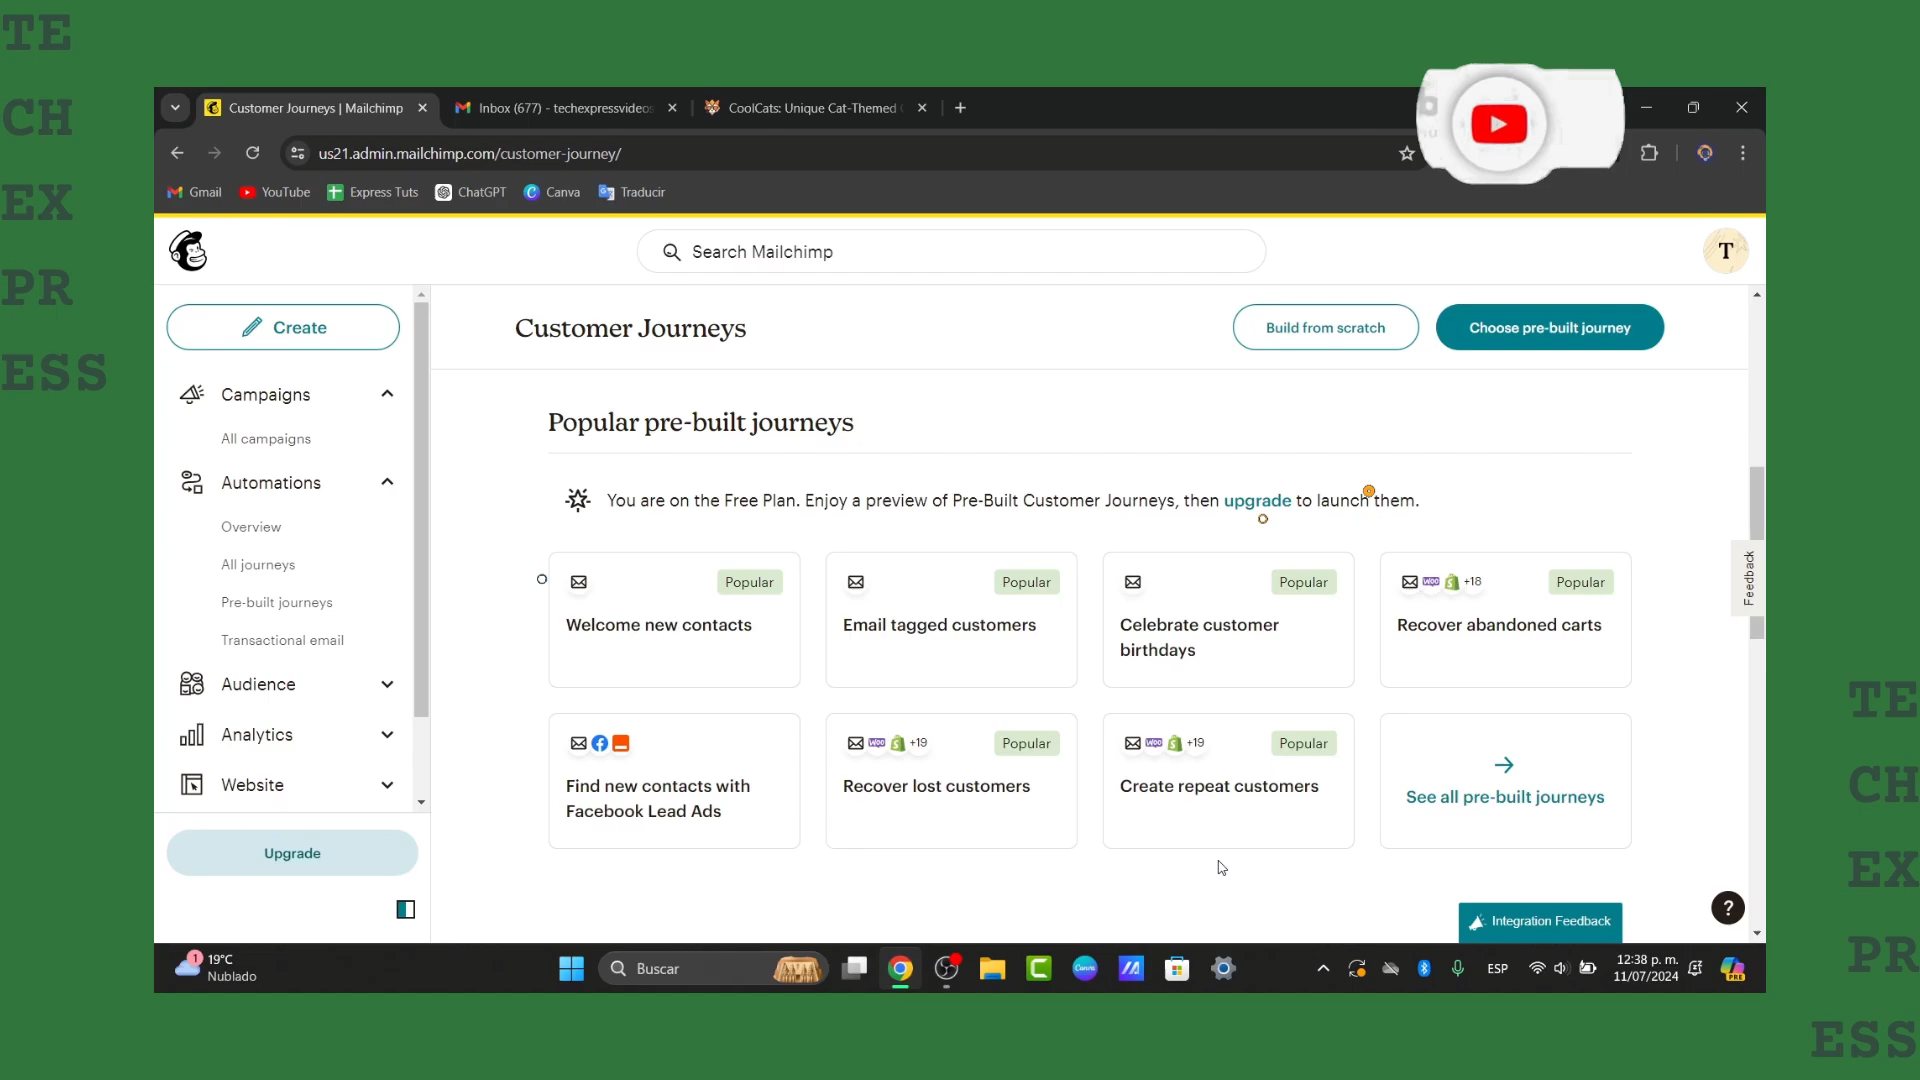 TE
CH
EX
PR
ESS
Customer Journeys | Mailchimp
Inbox (677) - techexpressvideos
CoolCats: Unique Cat-Themed
us21.admin.mailchimp.com/customer-journey/
Gmail
YouTube
Express Tuts
ChatGPT
Canva
Traducir
Search Mailchimp
T
Create
Customer Journeys
Build from scratch
Choose pre-built journey
Campaigns
All campaigns
Automations
Overview
All journeys
Pre-built journeys
Transactional email
Audience
Analytics
Website
Upgrade
Popular pre-built journeys
You are on the Free Plan. Enjoy a preview of Pre-Built Customer Journeys, then upgrade to launch them.
Popular
Welcome new contacts
Popular
Email tagged customers
Popular
Celebrate customer
birthdays
Woo
+18
Popular
Recover abandoned carts
Find new contacts with
Facebook Lead Ads
Woo
+19
Popular
Recover lost customers
Woo
+19
Popular
Create repeat customers
See all pre-built journeys
Feedback
Integration Feedback
?
1
19°C
Nublado
Buscar
Canva
ESP
12:38 p. m.
11/07/2024
PRE
TE
CH
EX
PR
ESS